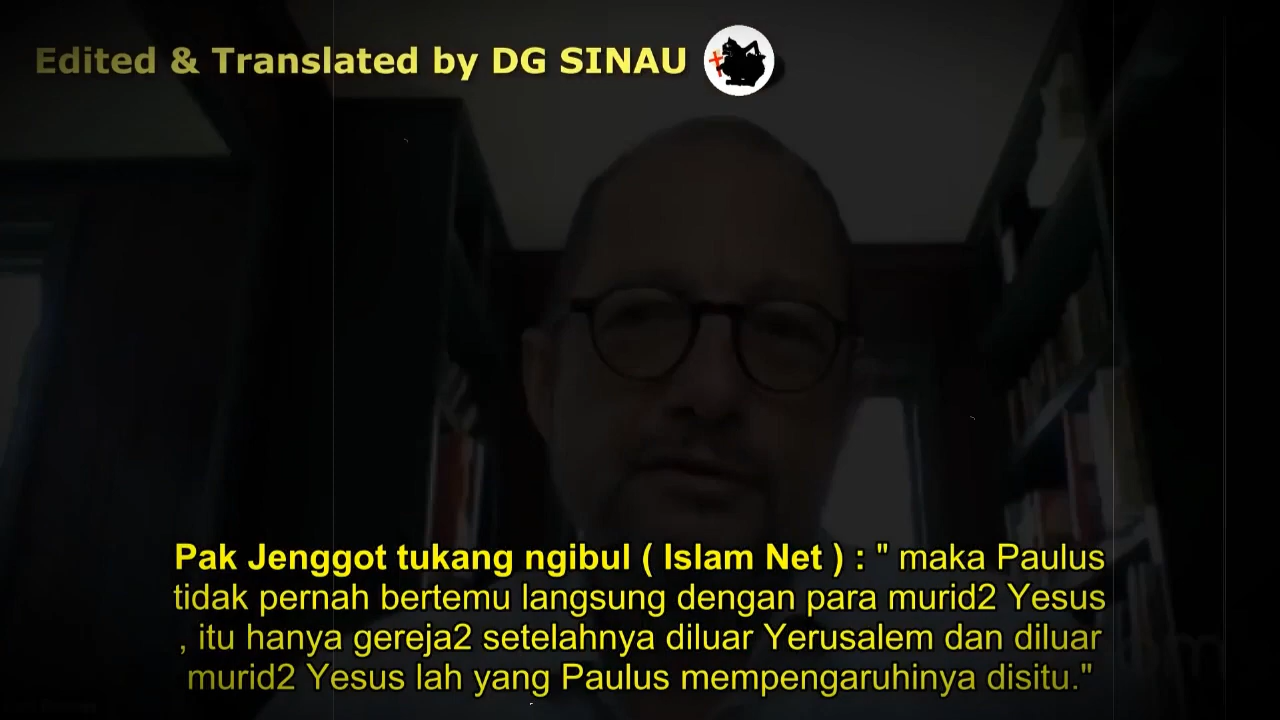 Edited & Translated by DG SINAU
Pak Jenggot tukang ngibul ( Islam Net ) : " maka Paulus
tidak pernah bertemu langsung dengan para murid2 Yesus
, itu hanya gereja2 setelahnya diluar Yerusalem dan diluar
murid2 Yesus lah yang Paulus mempengaruhinya disitu."